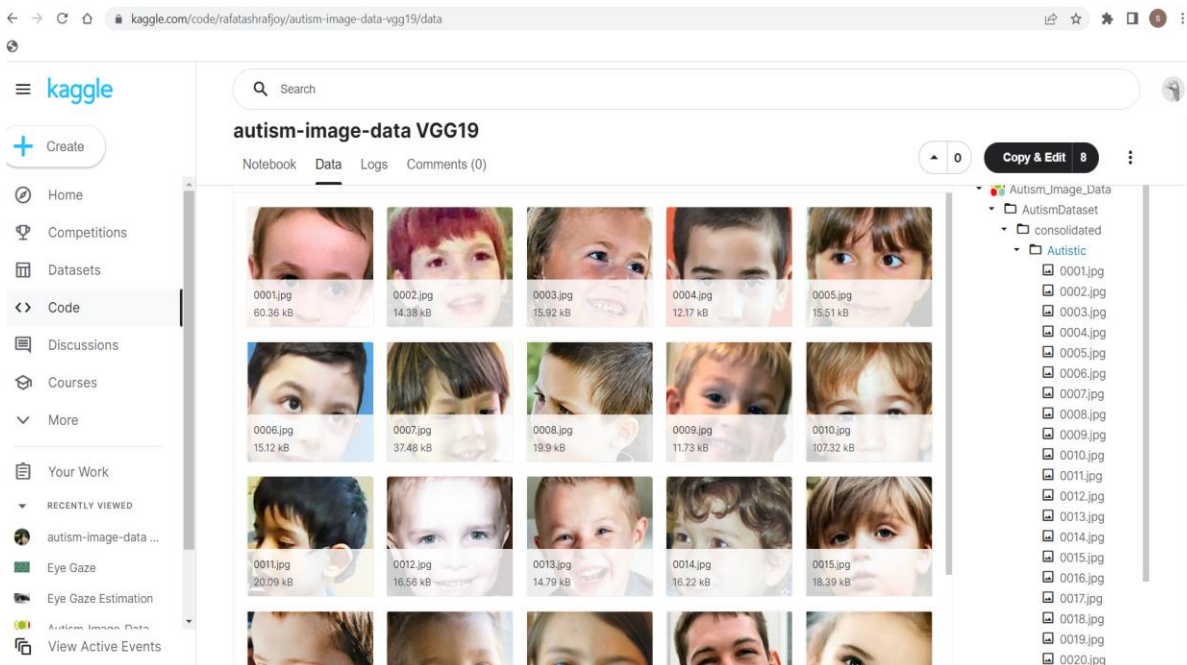 kaggle.com/code/rafatashrafjoy/autism-image-data-vgg19/data
S
kaggle
Search
autism-image-data VGG19
Notebook Data Logs Comments (0)
0
Copy & Edit 8
Create
Home
Competitions
Datasets
Code
Discussions
Courses
More
Your Work
RECENTLY VIEWED
autism-image-data ...
Eye Gaze
Eye Gaze Estimation
Autism Image Data
View Active Events
0001.jpg 0002.jpg 0003.jpg 0004.jpg 0005.jpg
60.36 kB 14.38 kB 15.92 kB 12.17 kB 15.51 kB
0006.jpg 0007.jpg 0008.jpg 0009.jpg 0010.jpg
15.12 kB 37.48 kB 19.9 kB 11.73 kB 107.32 kB
0011.jpg 0012.jpg 0013.jpg 0014.jpg 0015.jpg
20.09 kB 16.56 kB 14.79 kB 16.22 kB 18.39 kB
Autism_Image_Data
AutismDataset
consolidated
Autistic
0001.jpg
0002.jpg
0003.jpg
0004.jpg
0005.jpg
0006.jpg
0007.jpg
0008.jpg
0009.jpg
0010.jpg
0011.jpg
0012.jpg
0013.jpg
0014.jpg
0015.jpg
0016.jpg
0017.jpg
0018.jpg
0019.jpg
0020.jpg